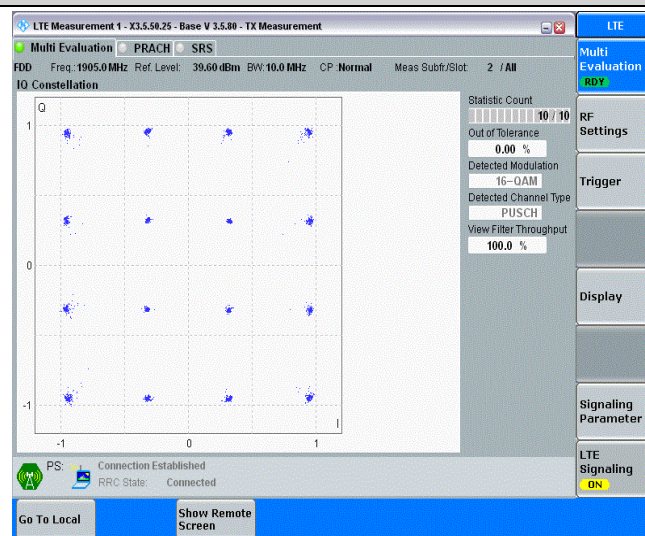 LTE Measurement 1 - X3.5.50.25 - Base V 3.5.80 - TX Measurement
LTE
Multi Evaluation PRACH SRS
Multi
Evaluation
RDY
FDD Freq.:1905.0 MHz Ref. Level: 39.60 dBm BW:10.0 MHz CP :Normal Meas Subfr./Slot: 2 / All
IQ Constellation
Q
1
0
-1
-1 0 1
I
Statistic Count
10 / 10
Out of Tolerance
0.00 %
Detected Modulation
16-QAM
Detected Channel Type
PUSCH
View Filter Throughput
100.0 %
RF
Settings
Trigger
Display
Signaling
Parameter
LTE
Signaling
ON
PS: Connection Established
RRC State: Connected
Go To Local
Show Remote
Screen